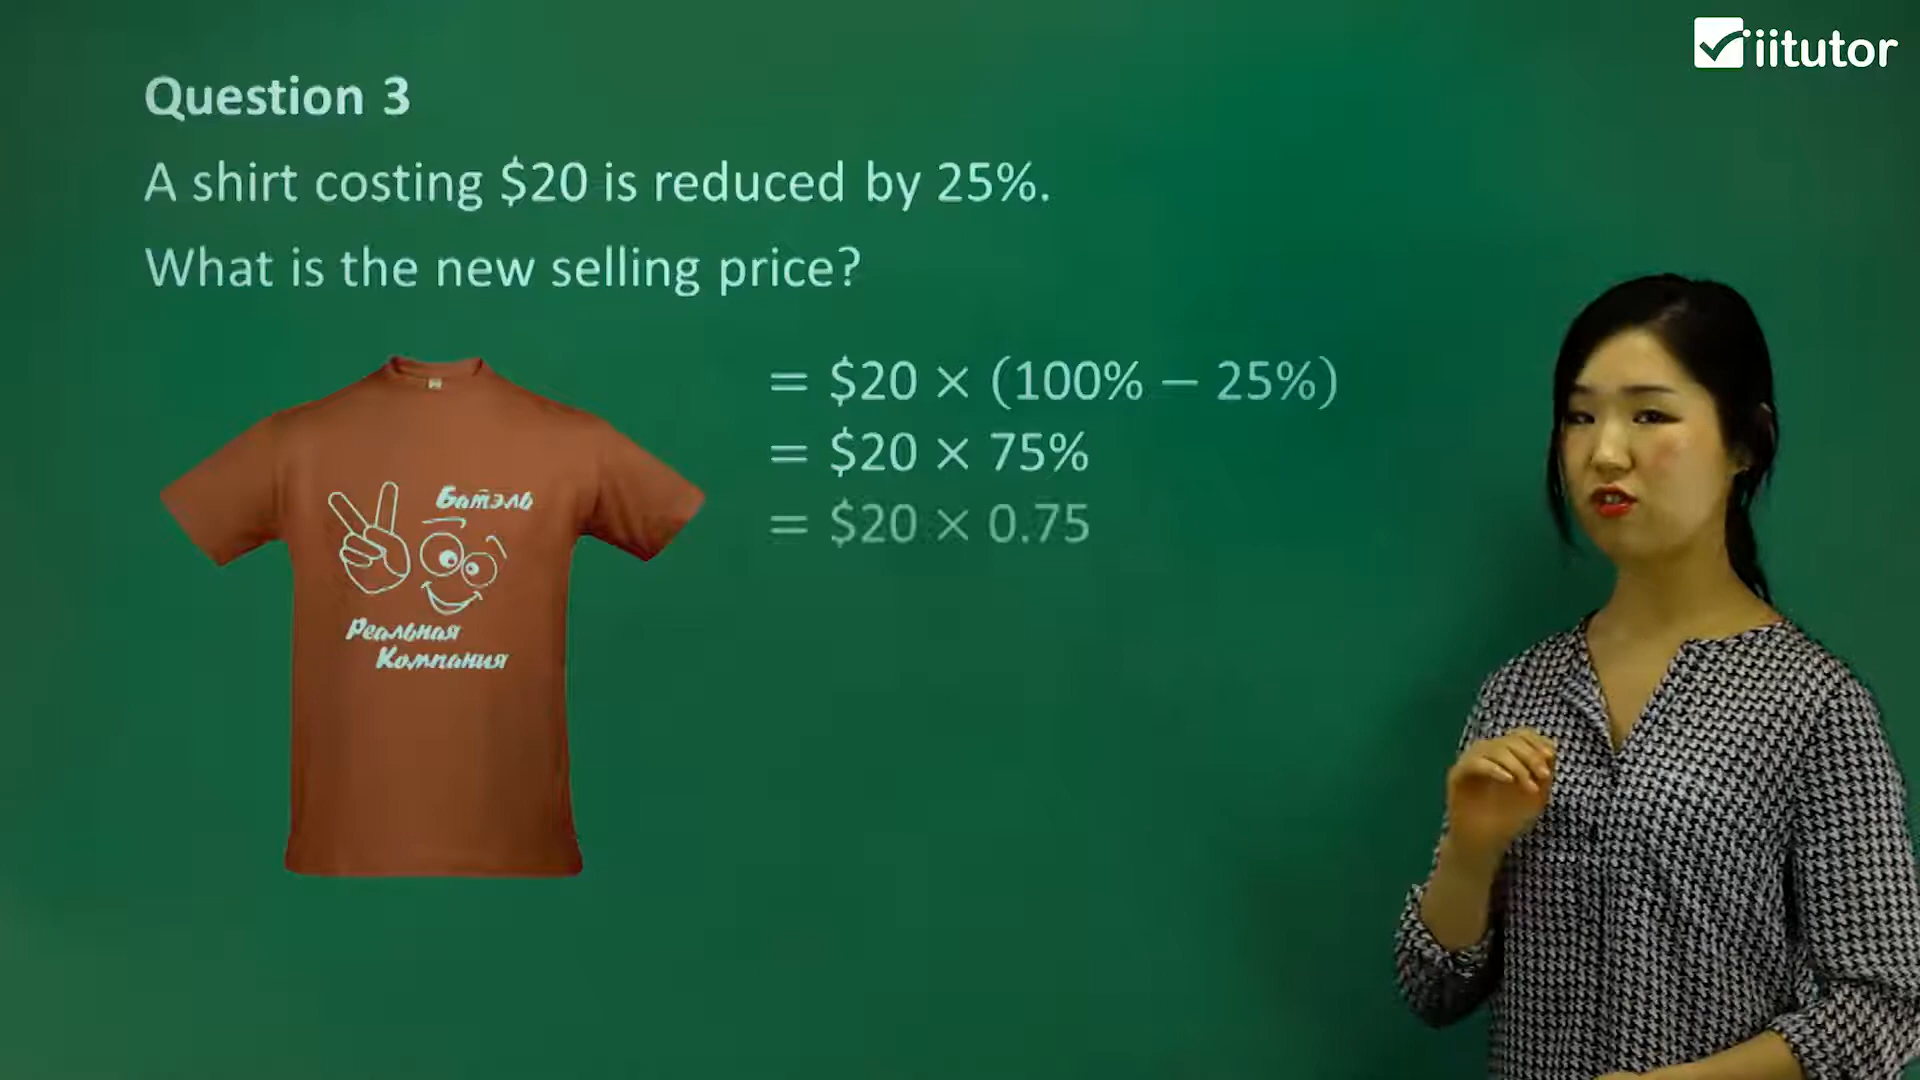 iitutor
Question 3
A shirt costing $20 is reduced by 25%.
What is the new selling price?
= $20 × (100% − 25%)
= $20 × 75%
= $20 × 0.75
Батэль
Реальная
Компания